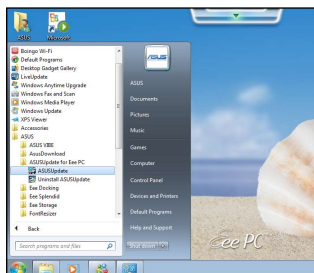 ASUS
Microsoft
Boingo Wi-Fi
Default Programs
Desktop Gadget Gallery
LiveUpdate
Windows Anytime Upgrade
Windows Fax and Scan
Windows Media Player
Windows Update
XPS Viewer
Accessories
ASUS
ASUS VIBE
AsusDownload
ASUSUpdate for Eee PC
ASUSUpdate
Uninstall ASUSUpdate
Eee Docking
Eee Splendid
Eee Storage
FontResizer
Back
Search programs and files
ASUS
ASUS
Documents
Pictures
Music
Games
Computer
Control Panel
Devices and Printers
Default Programs
Help and Support
Shut down
Eee PC